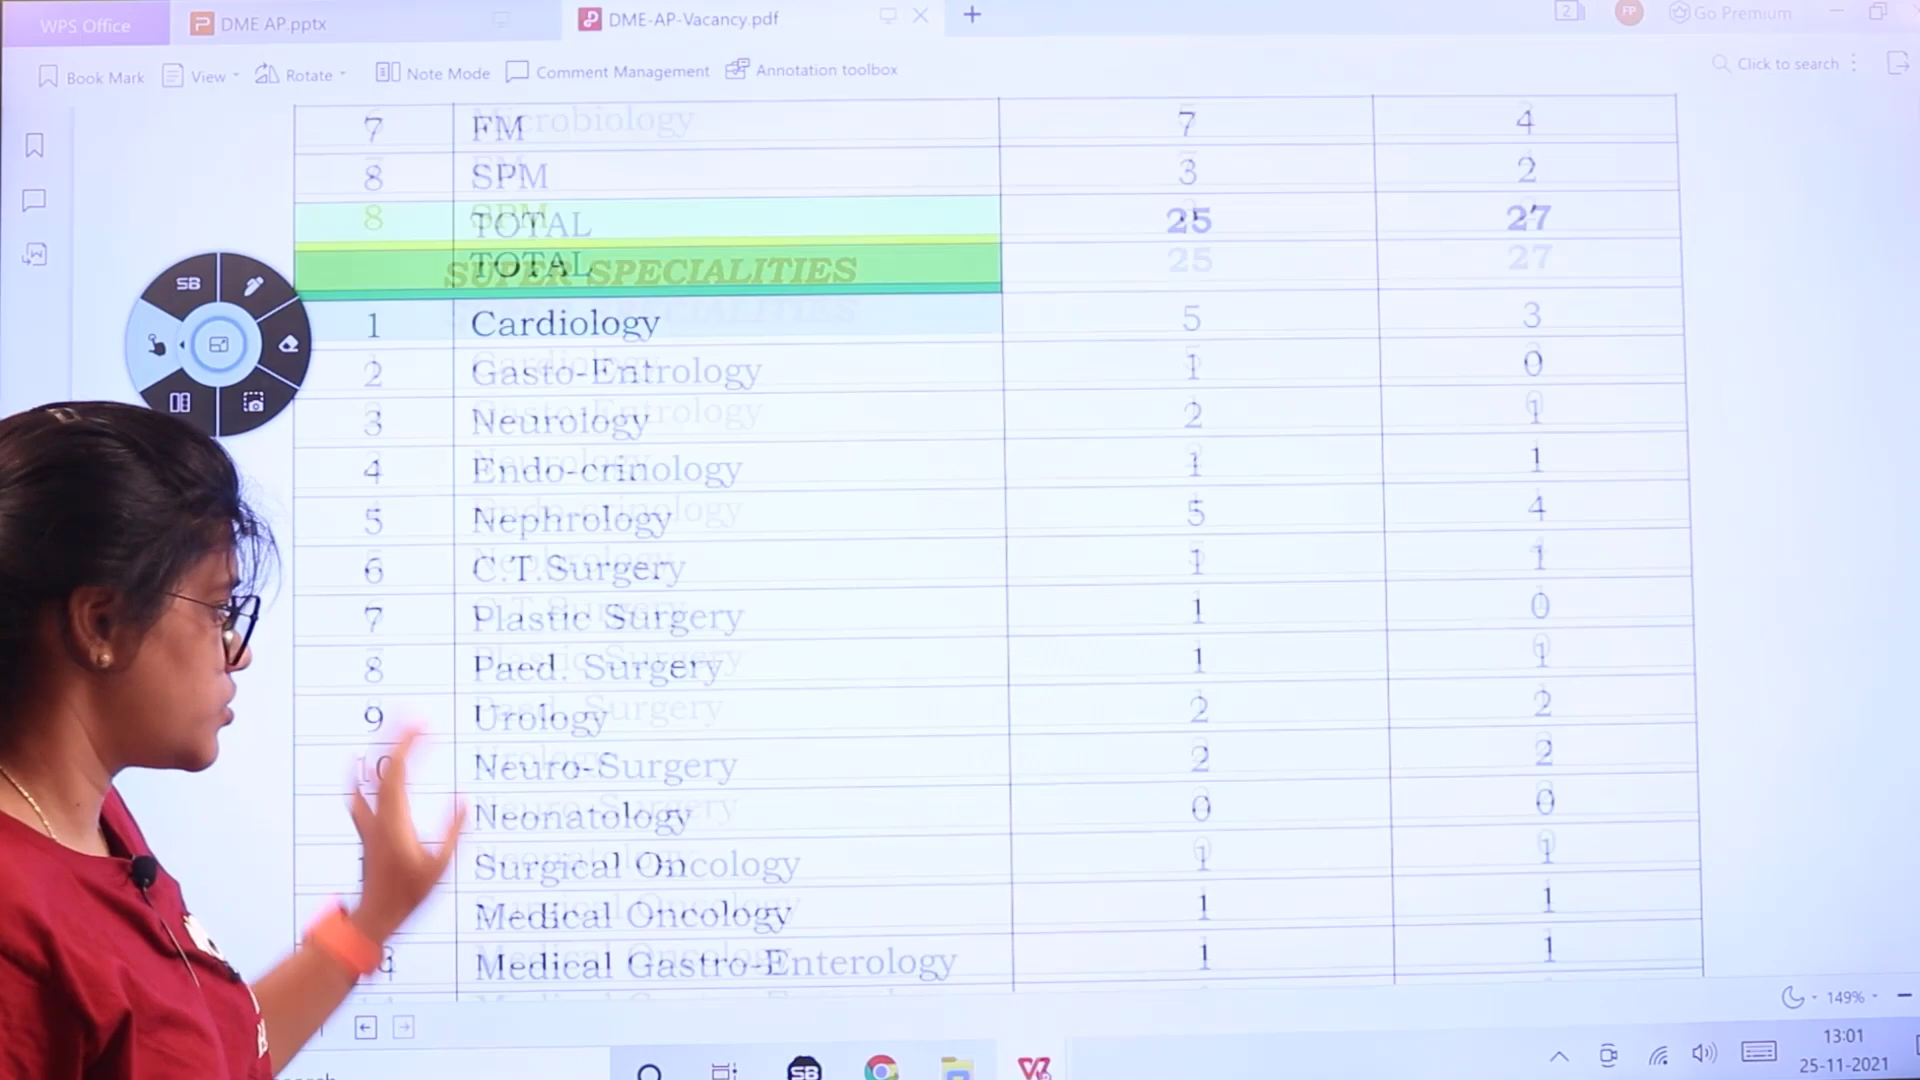 WPS Office
DME AP.pptx
DME-AP-Vacancy.pdf
2
FP
Go Premium
Book Mark
View
Rotate
Note Mode
Comment Management
Annotation toolbox
Click to search
7 FM 7 4
8 SPM 3 2
TOTAL 25 27
SUPER SPECIALITIES
1 Cardiology 5 3
2 Gasto-Entrology 1 0
3 Neurology 2 1
4 Endo-crinology 1 1
5 Nephrology 5 4
6 C.T.Surgery 1 1
7 Plastic Surgery 1 0
8 Paed. Surgery 1 1
9 Urology 2 2
10 Neuro-Surgery 2 2
Neonatology 0 0
Surgical Oncology 1 1
Medical Oncology 1 1
Medical Gastro-Enterology 1 1
SB
149%
SB
13:01
25-11-2021